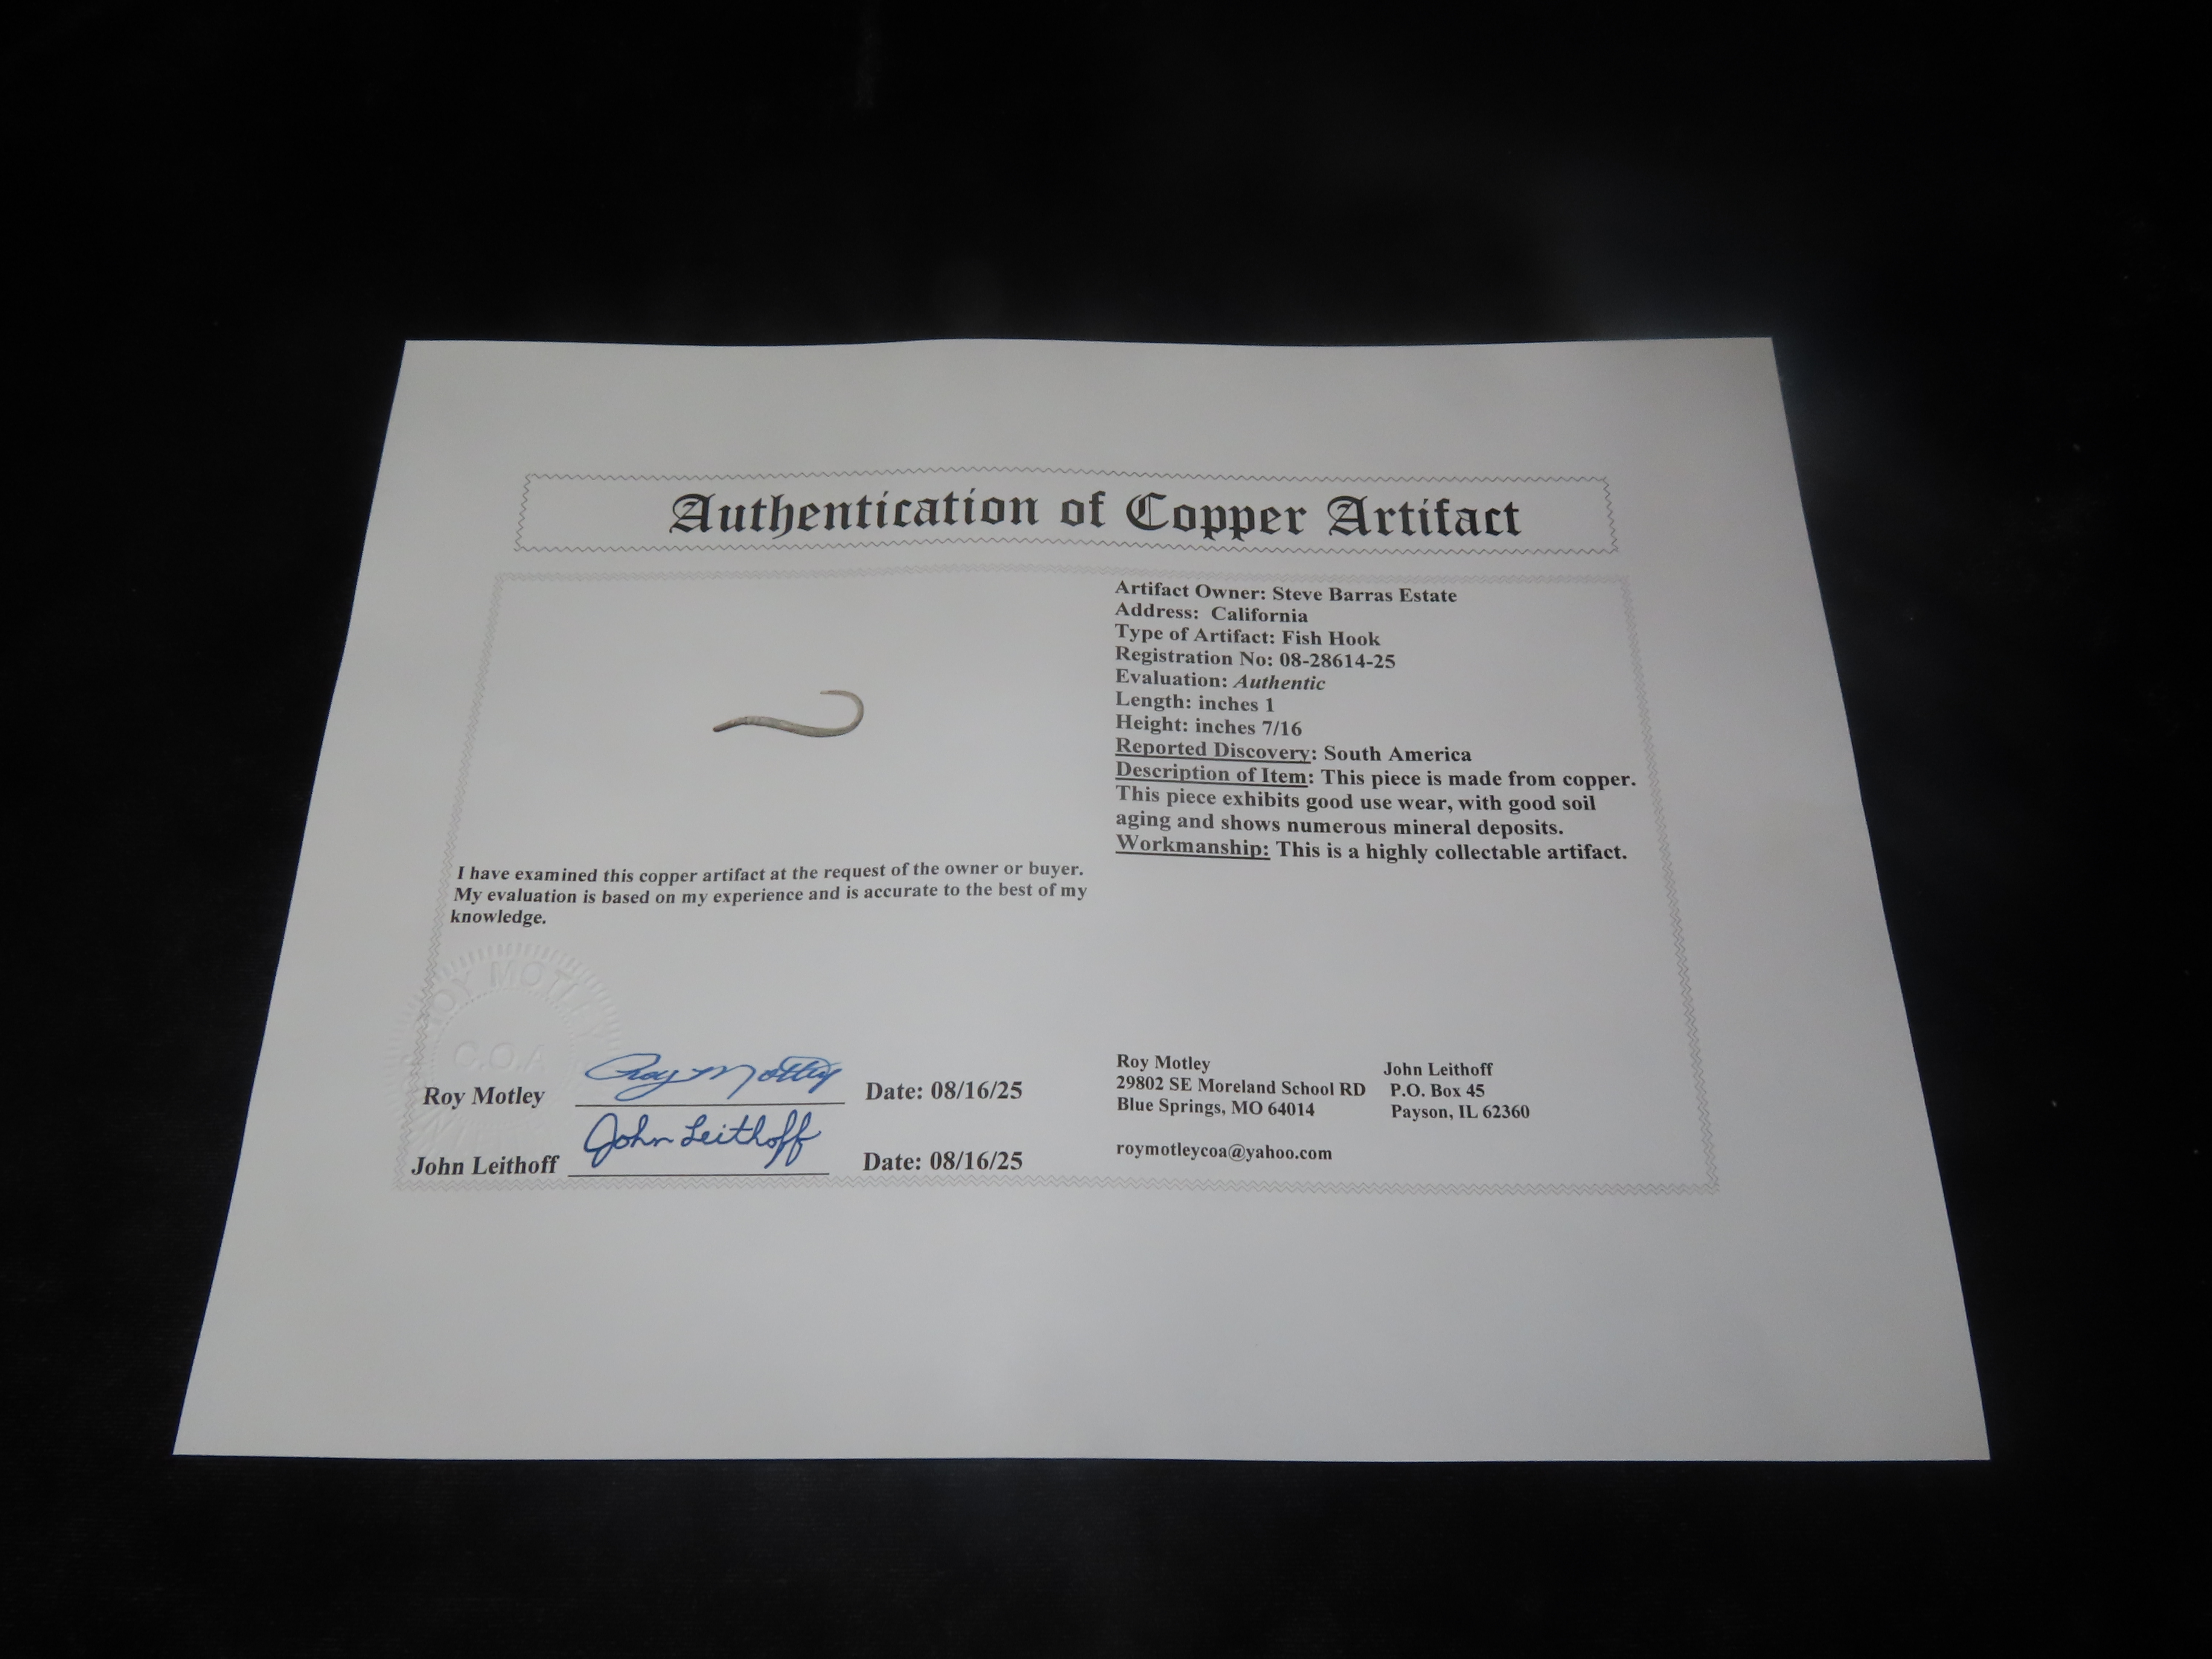 Authentication of Copper Artifact
Artifact Owner: Steve Barras Estate
Address: California
Type of Artifact: Fish Hook
Registration No: 08-28614-25
Evaluation: Authentic
Length: inches 1
Height: inches 7/16
Reported Discovery: South America
Description of Item: This piece is made from copper.
This piece exhibits good use wear, with good soil
aging and shows numerous mineral deposits.
Workmanship: This is a highly collectable artifact.
I have examined this copper artifact at the request of the owner or buyer.
My evaluation is based on my experience and is accurate to the best of my
knowledge.
ROY MOTLEY
C.O.A
Roy Motley Roy Motley Date: 08/16/25
John Leithoff John Leithoff Date: 08/16/25
Roy Motley
29802 SE Moreland School RD
Blue Springs, MO 64014
roymotleycoa@yahoo.com
John Leithoff
P.O. Box 45
Payson, IL 62360